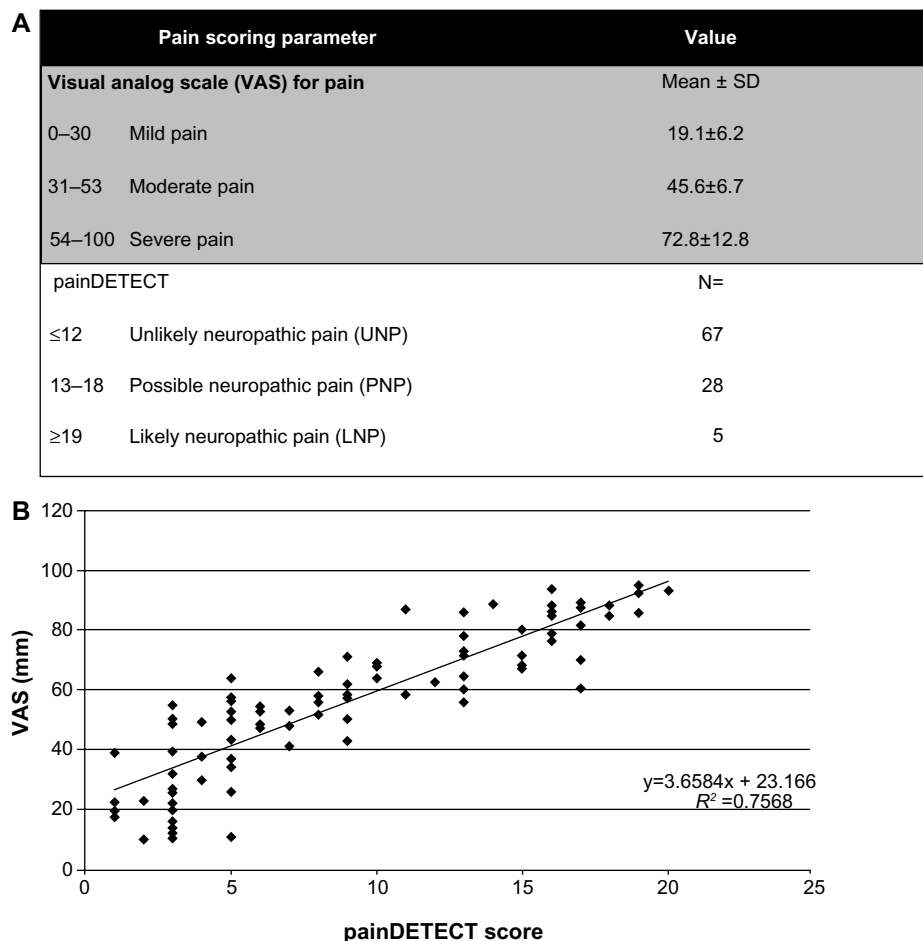 A
Pain scoring parameter Value
Visual analog scale (VAS) for pain Mean ± SD
0–30 Mild pain 19.1±6.2
31–53 Moderate pain 45.6±6.7
54–100 Severe pain 72.8±12.8
painDETECT N=
≤12 Unlikely neuropathic pain (UNP) 67
13–18 Possible neuropathic pain (PNP) 28
≥19 Likely neuropathic pain (LNP) 5
B
120
100
80
60
40
20
0
VAS (mm)
y=3.6584x + 23.166
R² =0.7568
0 5 10 15 20 25
painDETECT score